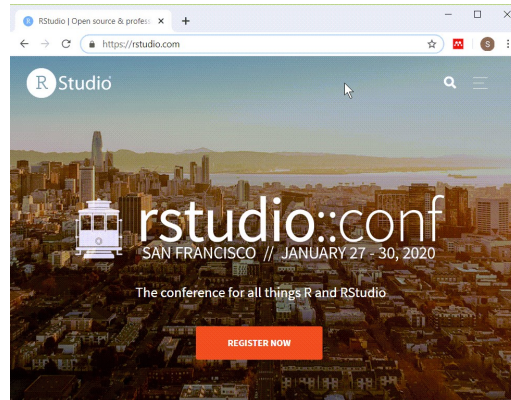 RStudio | Open source & profess
https://rstudio.com
S
R Studio
rstudio::conf
SAN FRANCISCO // JANUARY 27 - 30, 2020
The conference for all things R and RStudio
REGISTER NOW